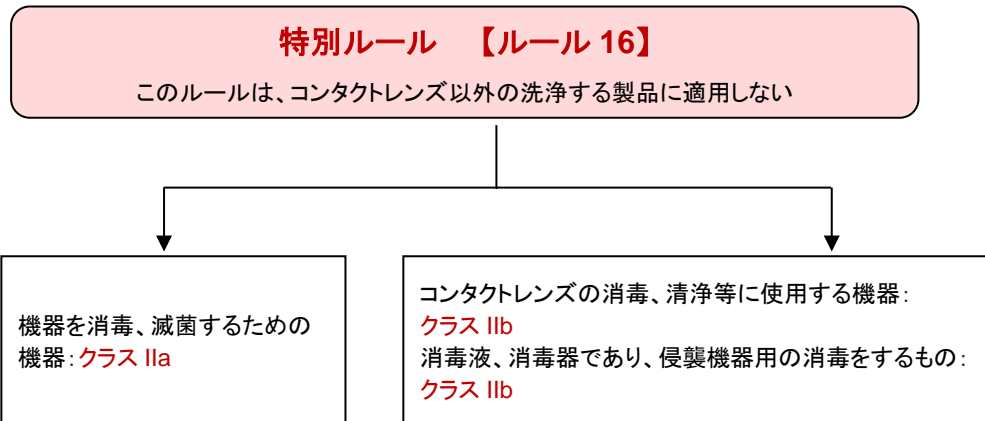 特別ルール 【ルール 16】
このルールは、コンタクトレンズ以外の洗浄する製品に適用しない
機器を消毒、滅菌するための
機器：クラス IIa
コンタクトレンズの消毒、清浄等に使用する機器：
クラス IIb
消毒液、消毒器であり、侵襲機器用の消毒をするもの：
クラス IIb